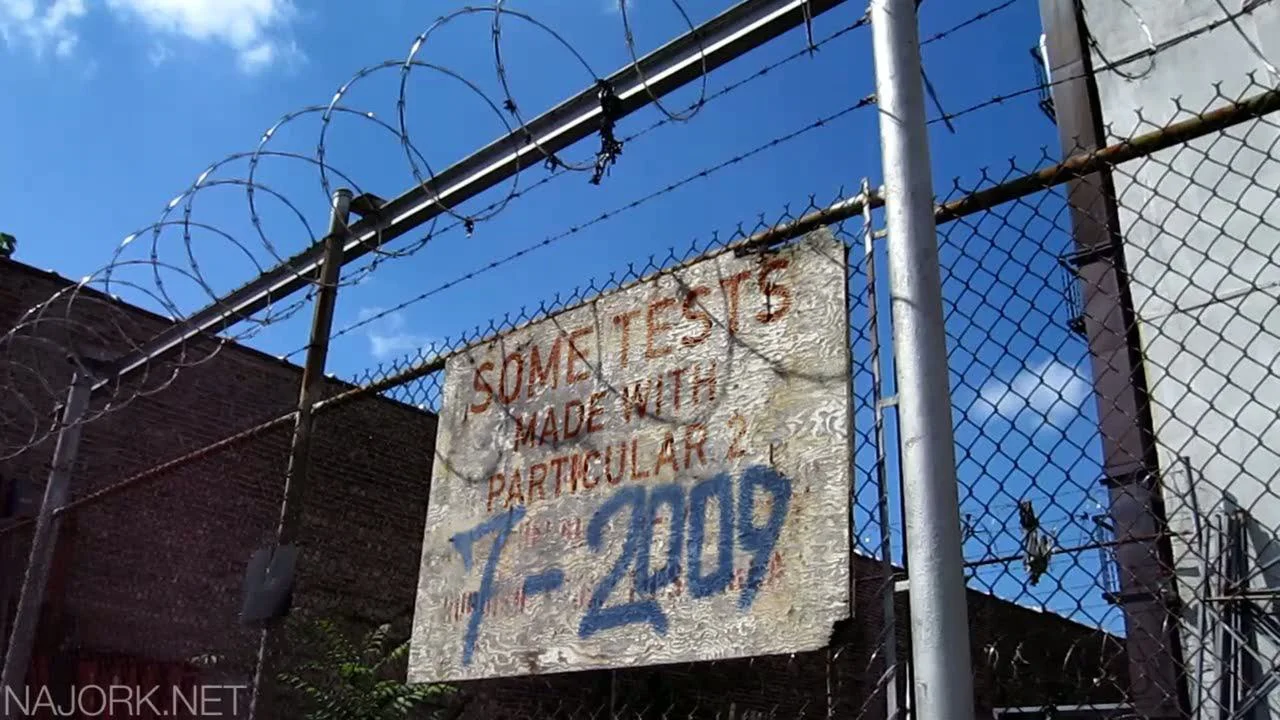 SOME TESTS
MADE WITH
PARTICULAR 2
7-2009
NAJORK.NET